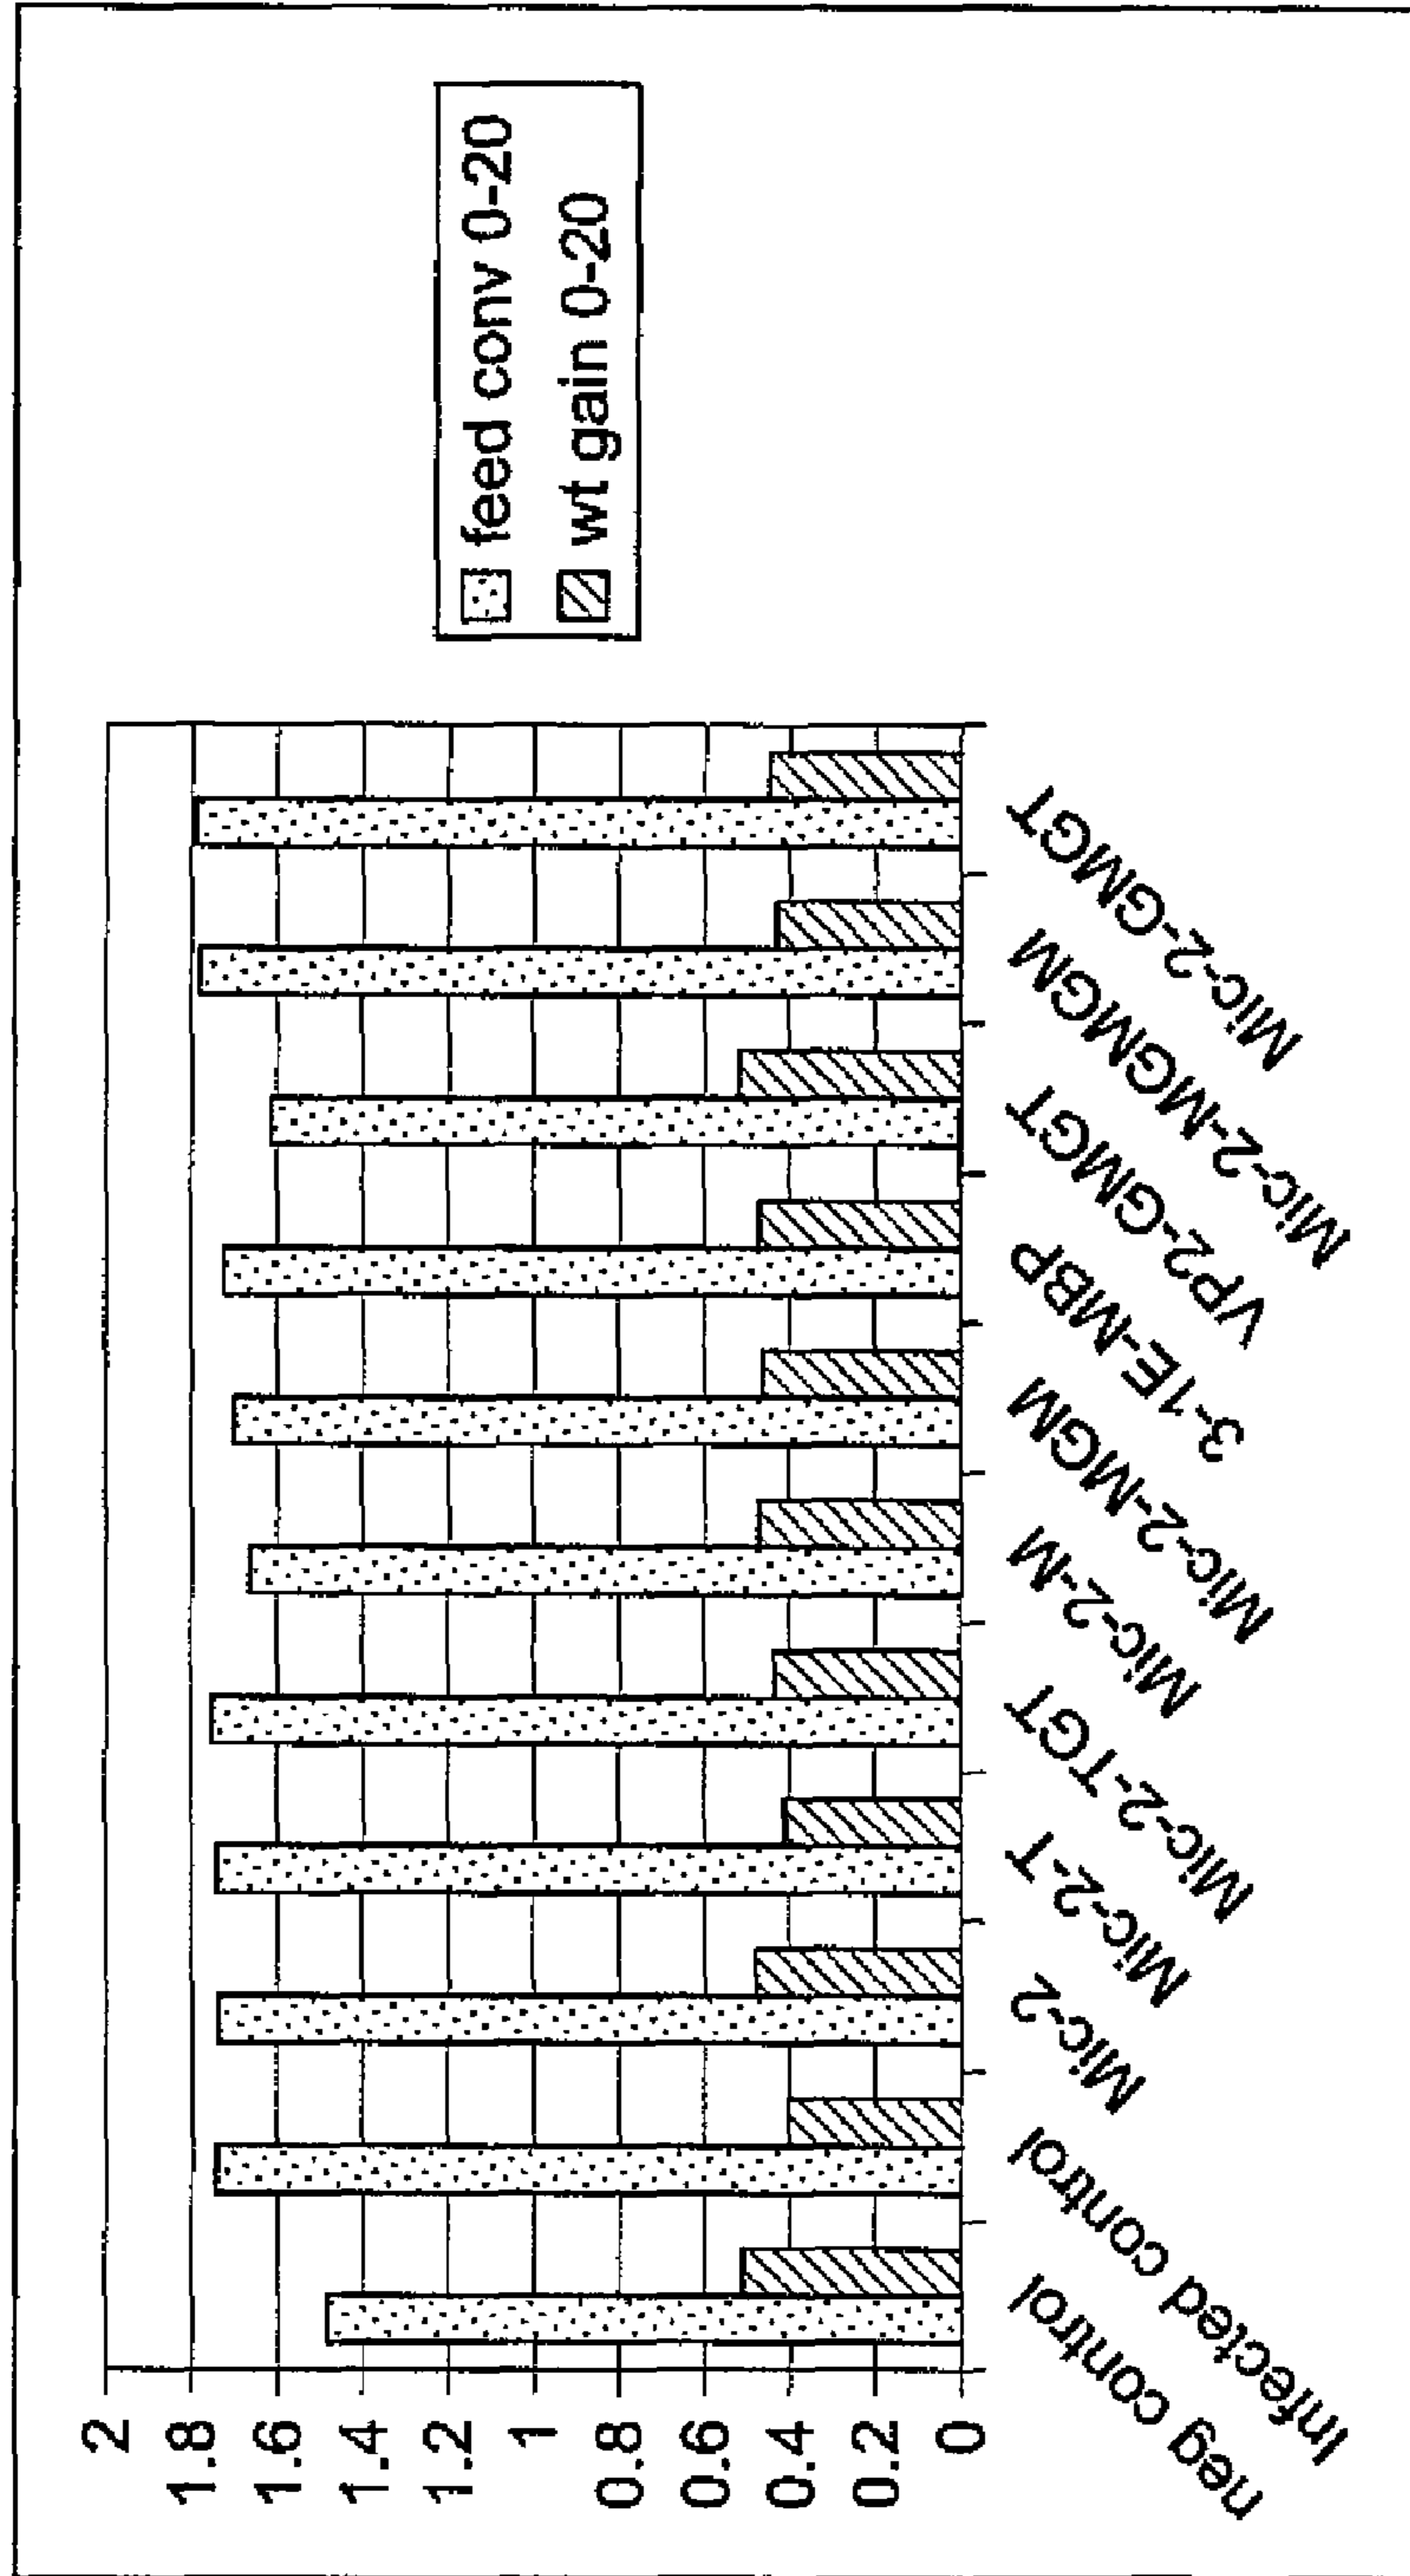 2
1.8
1.6
1.4
1.2
1
0.8
0.6
0.4
0.2
0
neg control
Infected control
Mic-2
Mic-2-T
Mic-2-TGT
Mic-2-M
Mic-2-MGM
3-1E-MBP
VP2-GMGT
Mic-2-MGMGM
Mic-2-GMGT
feed conv 0-20
wt gain 0-20